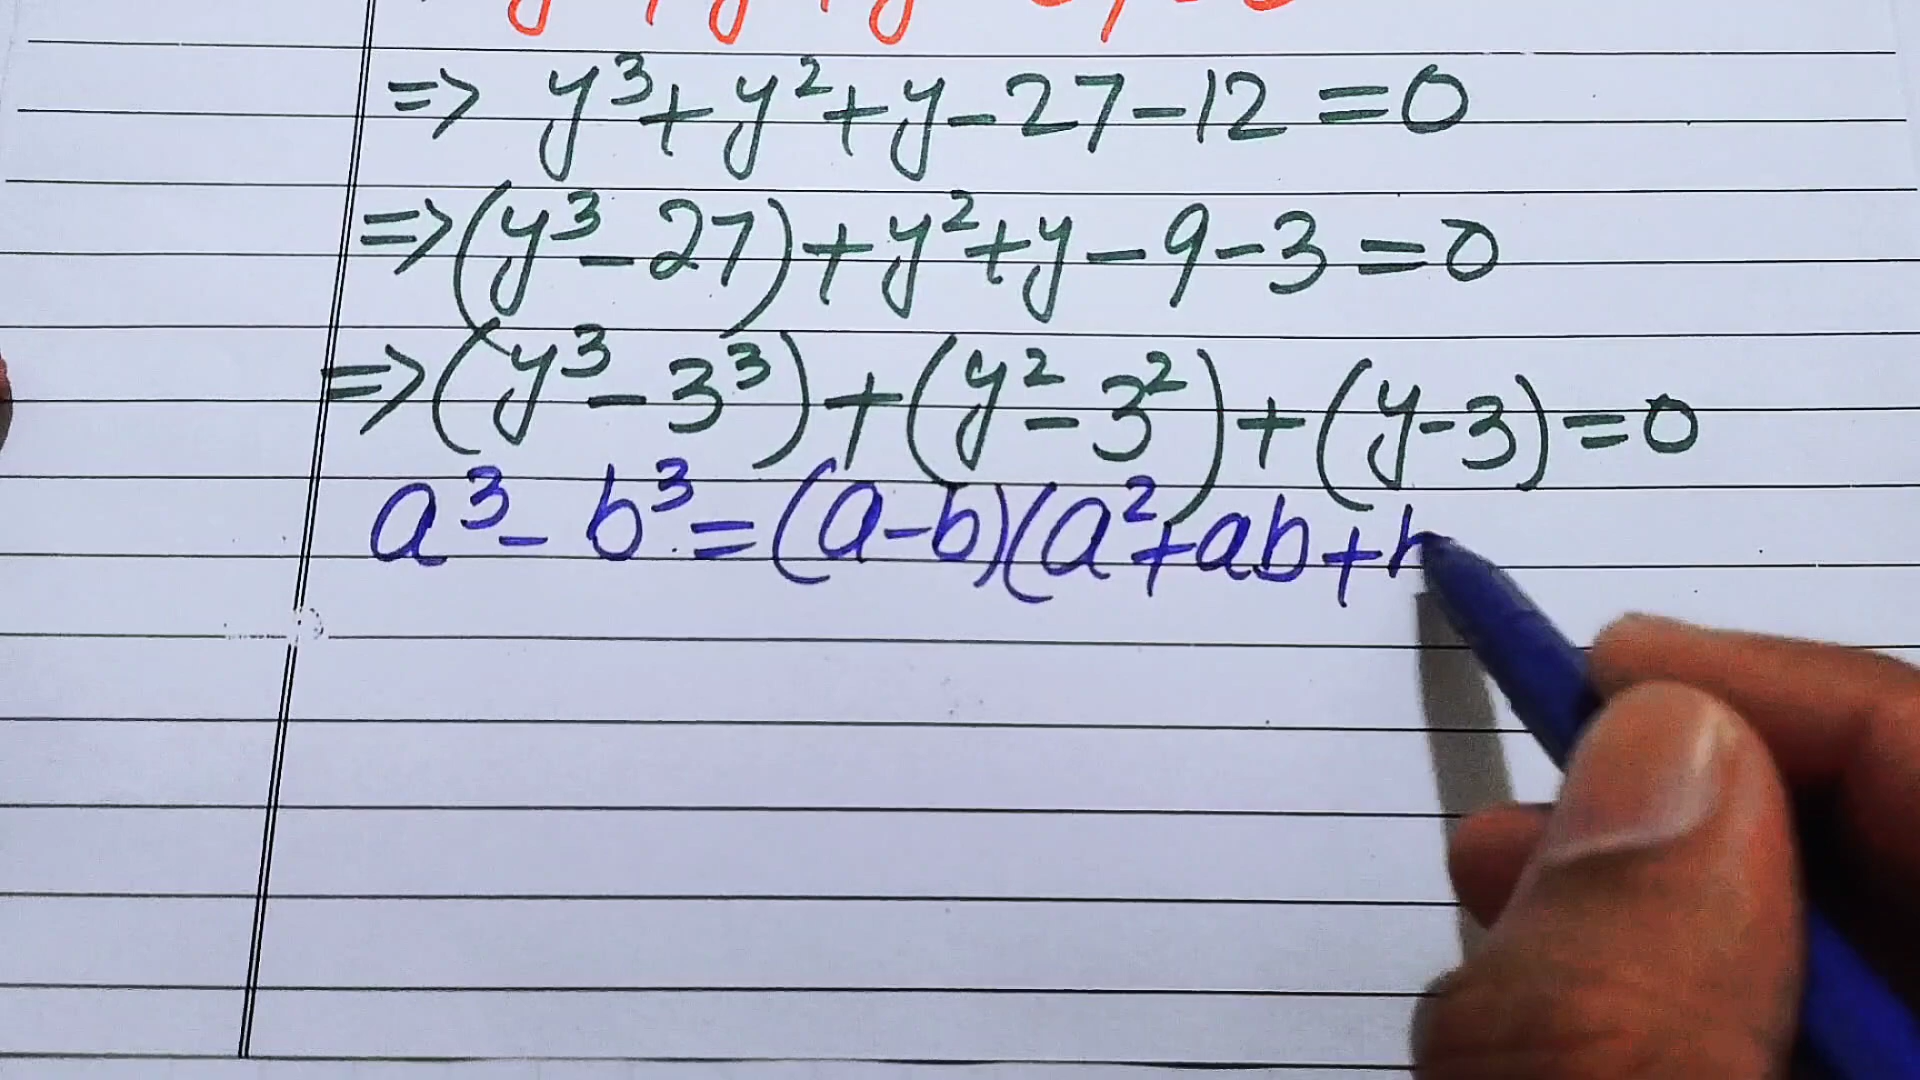 => y³+y²+y-27-12=0
=> (y³-27)+y²+y-9-3=0
=> (y³-3³)+(y²-3²)+(y-3)=0
a³-b³=(a-b)(a²+ab+